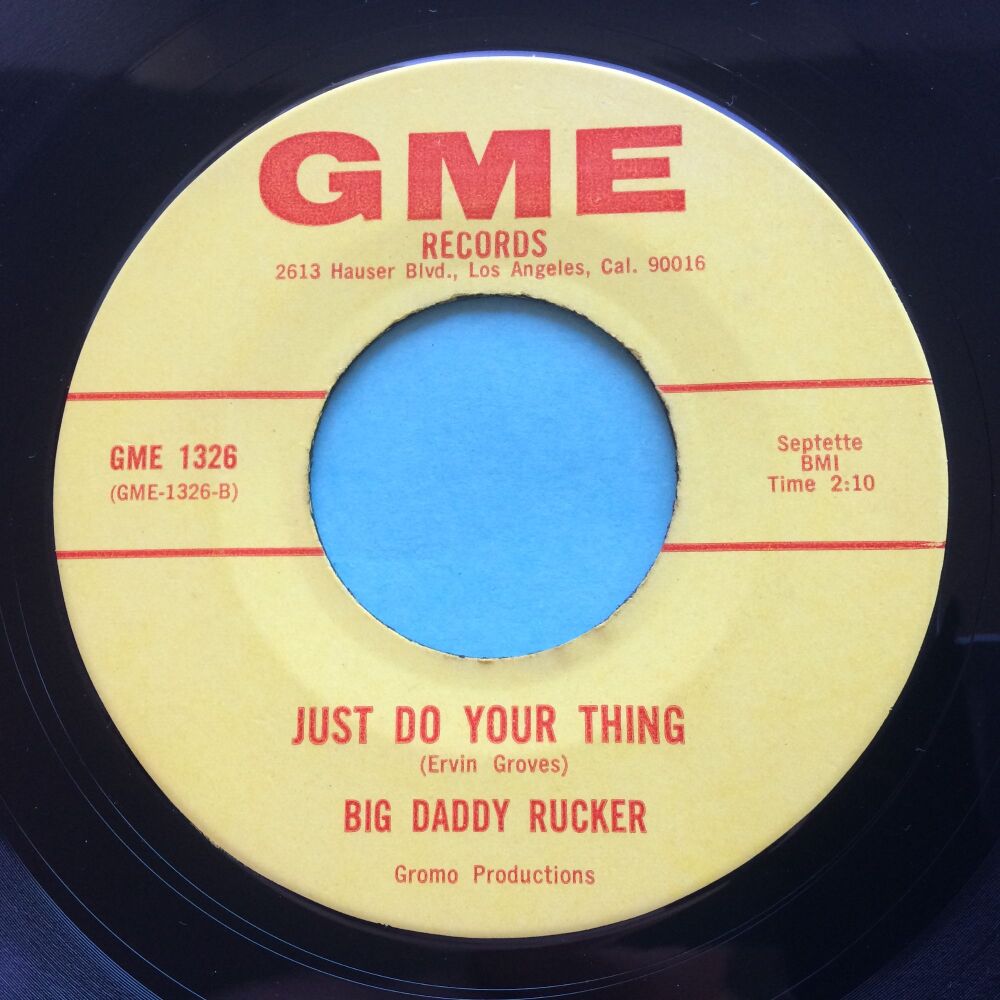 GME
RECORDS
2613 Hauser Blvd., Los Angeles, Cal. 90016
GME 1326
(GME-1326-B)
Septette
BMI
Time 2:10
JUST DO YOUR THING
(Ervin Groves)
BIG DADDY RUCKER
Gromo Productions